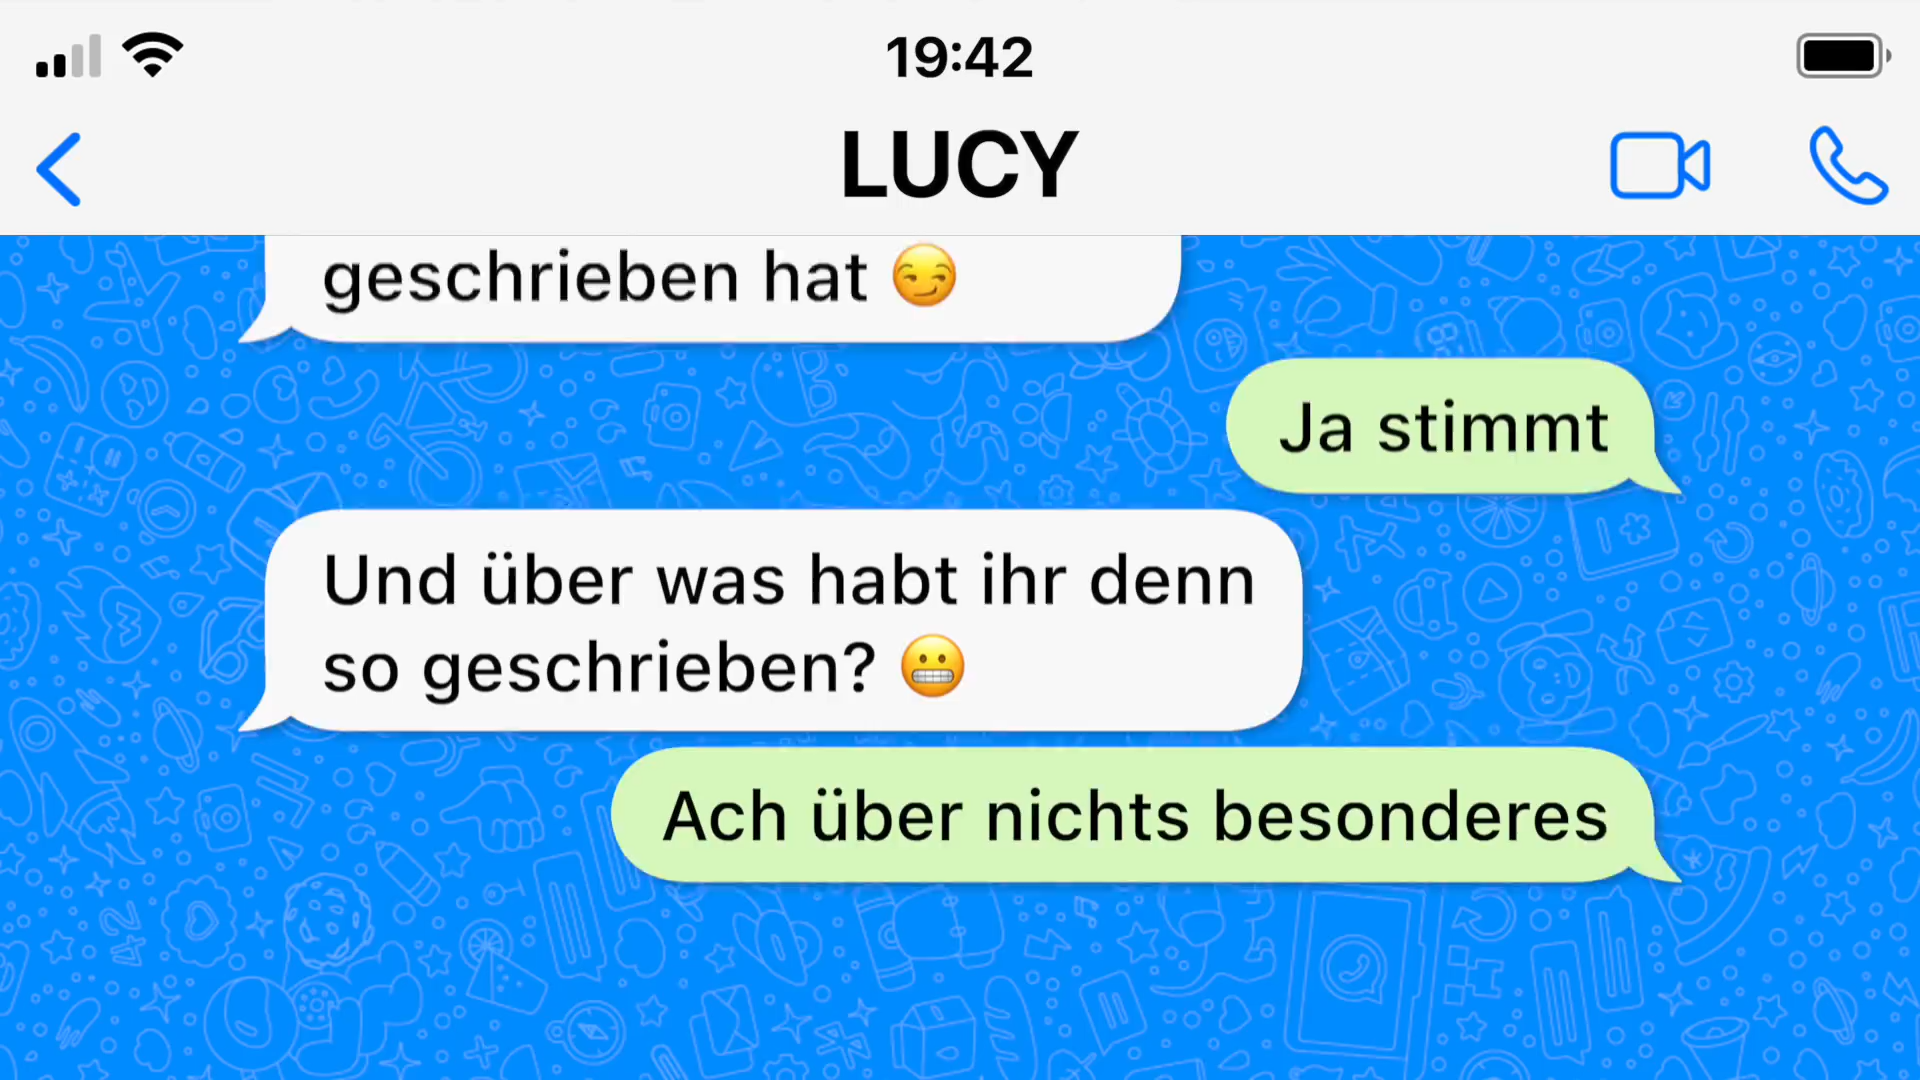 19:42
LUCY
geschrieben hat 😏
Ja stimmt
Und über was habt ihr denn
so geschrieben? 😬
Ach über nichts besonderes